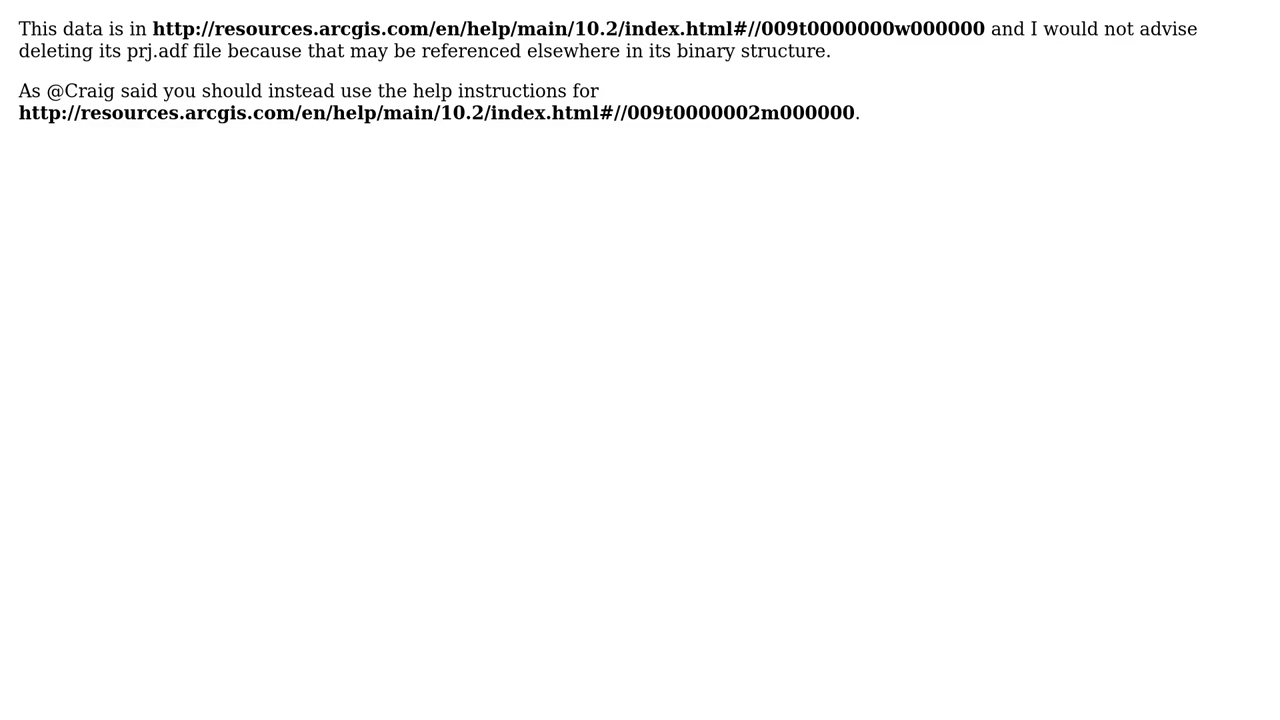 This data is in http://resources.arcgis.com/en/help/main/10.2/index.html#//009t0000000w000000 and I would not advise
deleting its prj.adf file because that may be referenced elsewhere in its binary structure.
As @Craig said you should instead use the help instructions for
http://resources.arcgis.com/en/help/main/10.2/index.html#//009t0000002m000000.